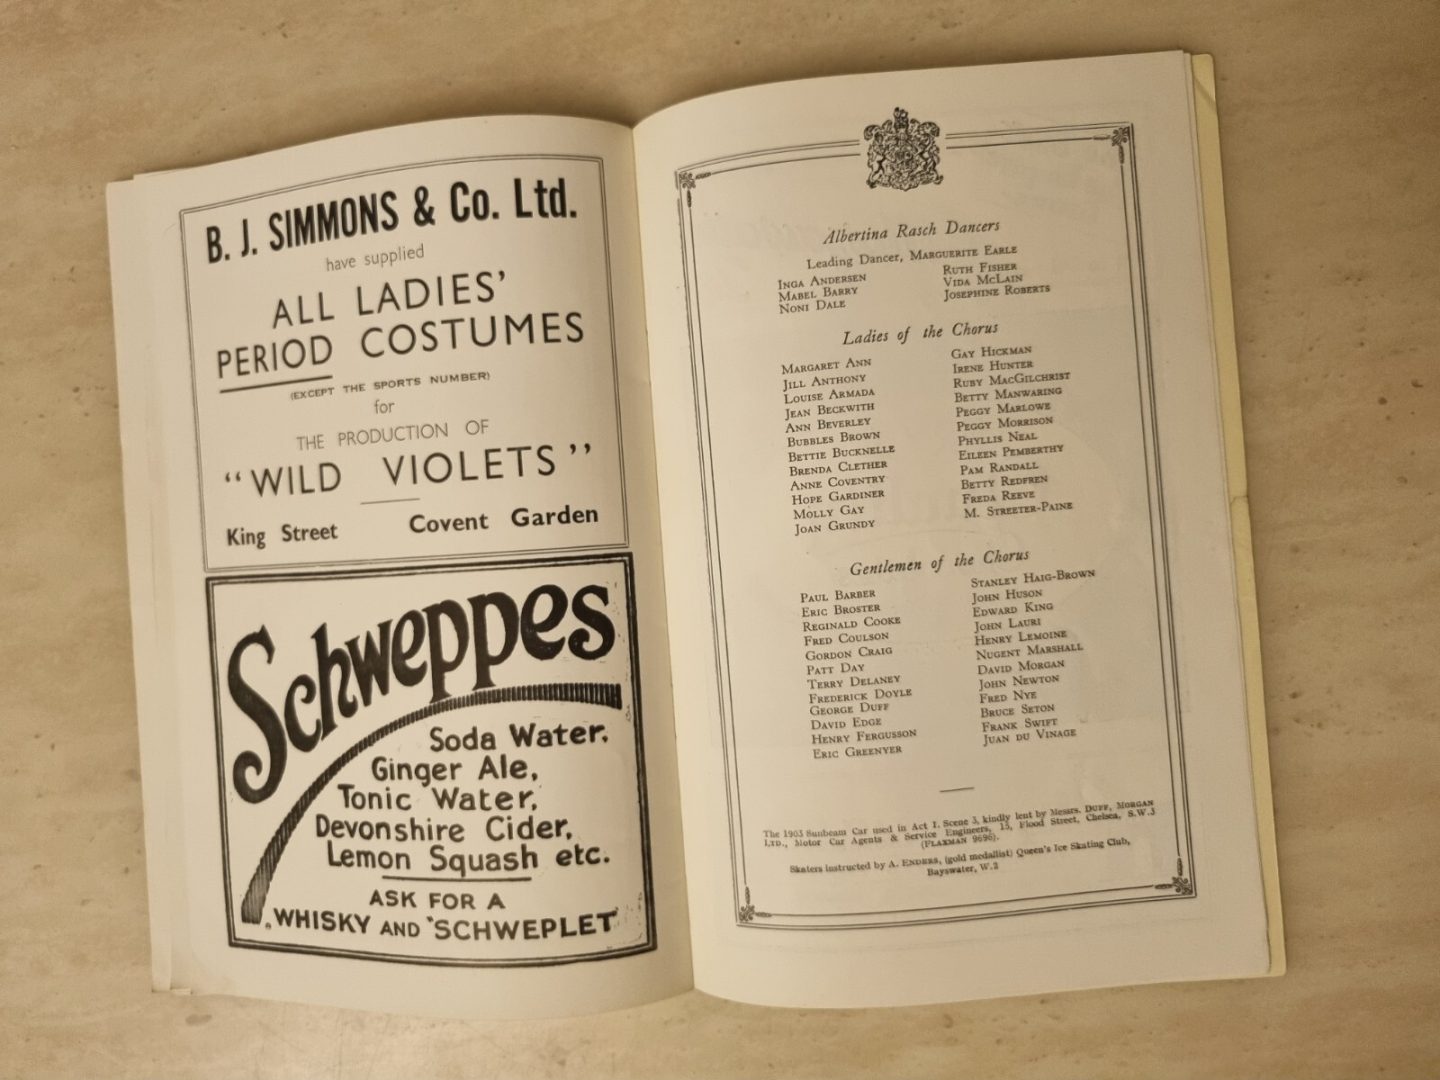 B. J. SIMMONS & Co. Ltd.
have supplied
ALL LADIES'
PERIOD COSTUMES
(EXCEPT THE SPORTS NUMBER)
for
THE PRODUCTION OF
“WILD VIOLETS”
King Street Covent Garden
Schweppes
Soda Water,
Ginger Ale,
Tonic Water,
Devonshire Cider,
Lemon Squash etc.
ASK FOR A
"WHISKY AND "SCHWEPLET"
Albertina Rasch Dancers
Leading Dancer, MARGUERITE EARLE
INGA ANDERSEN
MABEL BARRY
NONI DALE
RUTH FISHER
VIDA MCLAIN
JOSEPHINE ROBERTS
Ladies of the Chorus
MARGARET ANN
JILL ANTHONY
LOUISE ARMADA
JEAN BECKWITH
ANN BEVERLEY
BUBBLES BROWN
BETTIE BUCKNELLE
BRENDA CLETHER
ANNE COVENTRY
HOPE GARDINER
MOLLY GAY
JOAN GRUNDY
GAY HICKMAN
IRENE HUNTER
RUBY MACGILCHRIST
BETTY MANWARING
PEGGY MARLOWE
PEGGY MORRISON
PHYLLIS NEAL
EILEEN PEMBERTHY
PAM RANDALL
BETTY REDFREN
FREDA REEVE
M. STREETER-PAINE
Gentlemen of the Chorus
PAUL BARBER
ERIC BROSTER
REGINALD COOKE
FRED COULSON
GORDON CRAIG
PATT DAY
TERRY DELANEY
FREDERICK DOYLE
GEORGE DUFF
DAVID EDGE
HENRY FERGUSSON
ERIC GREENYER
STANLEY HAIG-BROWN
JOHN HUSON
EDWARD KING
JOHN LAURI
HENRY LEMOINE
NUGENT MARSHALL
DAVID MORGAN
JOHN NEWTON
FRED NYE
BRUCE SETON
FRANK SWIFT
JUAN DU VINAGE
The 1903 Sunbeam Car used in Act I, Scene 3, kindly lent by Messrs. DUFF, MORGAN
LTD., Motor Car Agents & Service Engineers, 15, Flood Street, Chelsea, S.W.3
(FLAXMAN 9696).
Skaters instructed by A. ENDERS, (gold medallist) Queen's Ice Skating Club,
Bayswater, W.2